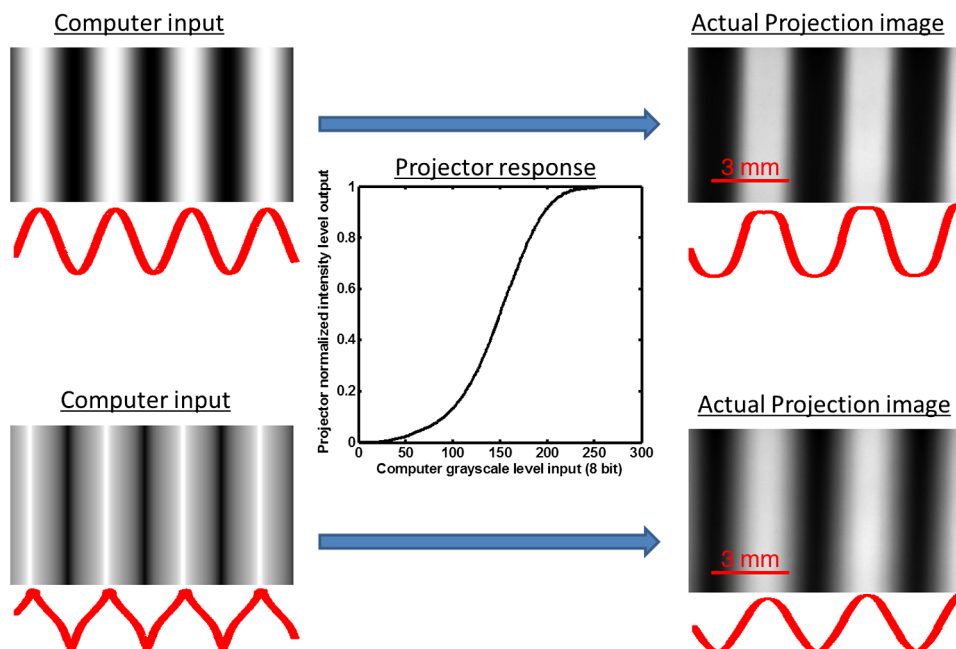 Computer input
Actual Projection image
3 mm
Projector response
Projector normalized intensity level output
1
0.8
0.6
0.4
0.2
0
0 50 100 150 200 250 300
Computer grayscale level input (8 bit)
Computer input
Actual Projection image
3 mm